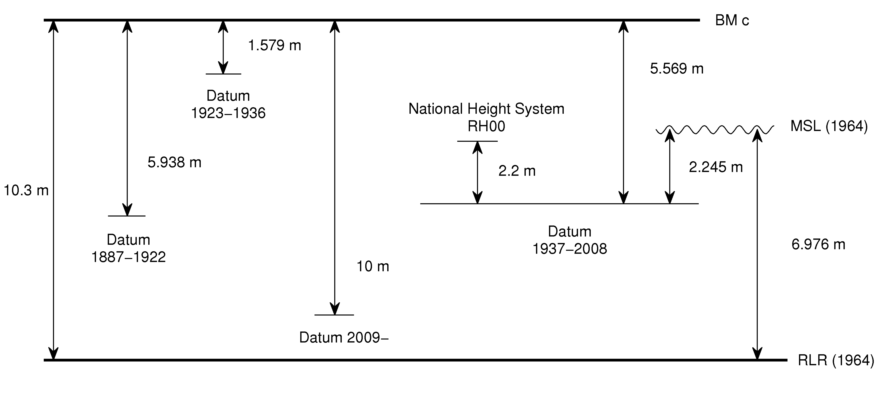 BM c
1.579 m
5.569 m
Datum
1923−1936
National Height System
RH00
MSL (1964)
5.938 m
2.2 m
2.245 m
10.3 m
Datum
1887−1922
Datum
1937−2008
6.976 m
10 m
Datum 2009−
RLR (1964)